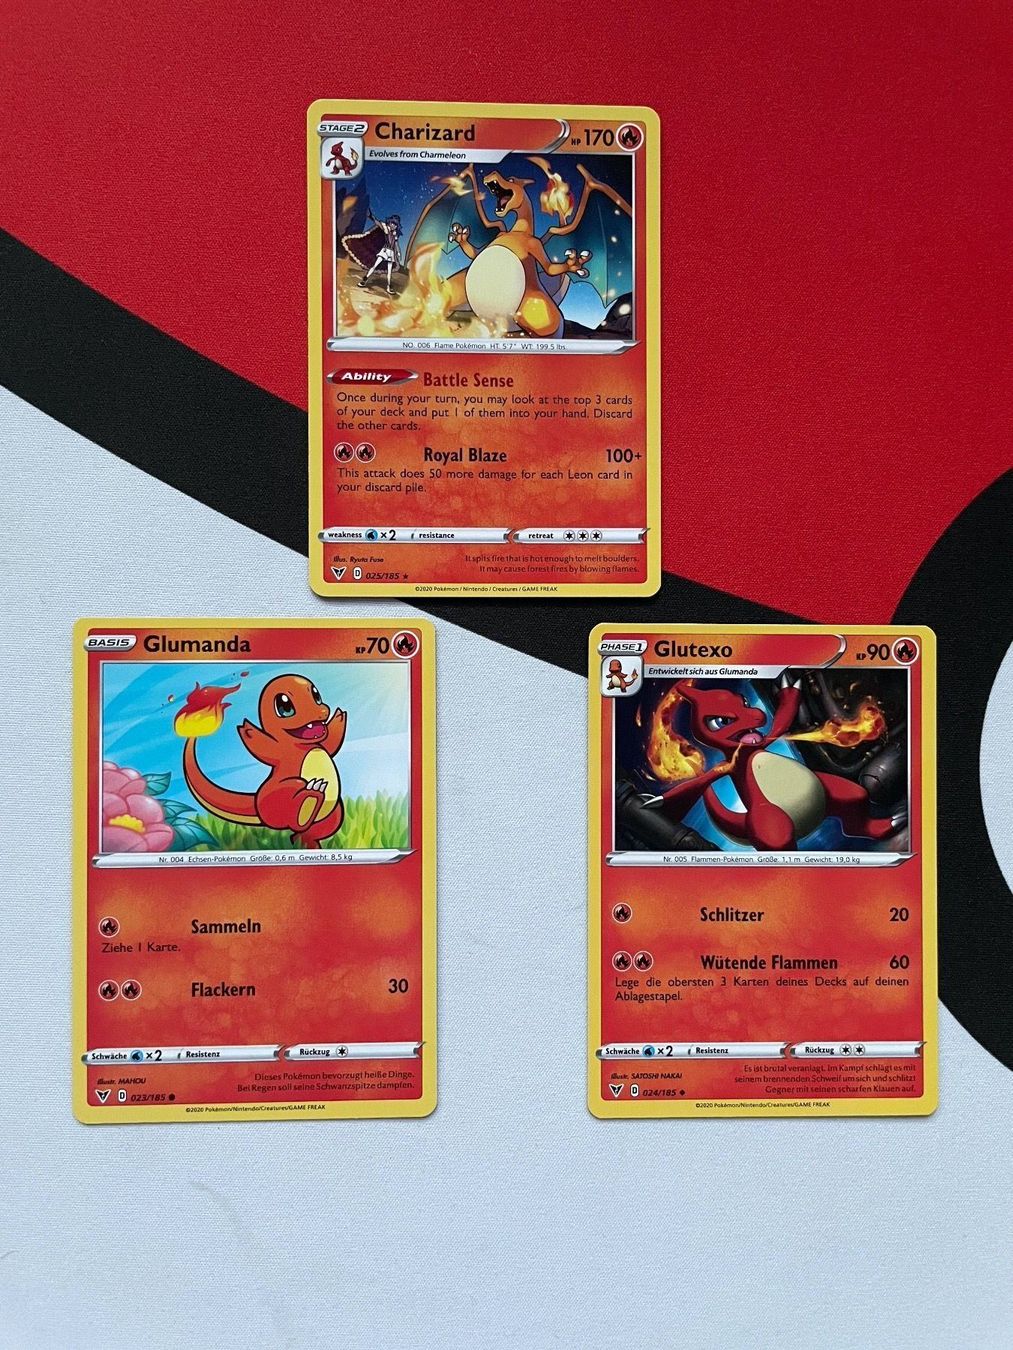 STAGE2 Charizard HP 170
Evolves from Charmeleon
NO. 006 Flame Pokémon HT: 5'7" WT: 199.5 lbs.
Ability Battle Sense
Once during your turn, you may look at the top 3 cards
of your deck and put 1 of them into your hand. Discard
the other cards.
Royal Blaze 100+
This attack does 50 more damage for each Leon card in
your discard pile.
weakness ×2 resistance retreat
Illus. Ryuta Fuse
It spits fire that is hot enough to melt boulders.
It may cause forest fires by blowing flames.
D 025/185 ★
©2020 Pokémon / Nintendo / Creatures / GAME FREAK
BASIS Glumanda KP 70
Nr. 004 Echsen-Pokémon Größe: 0,6 m Gewicht: 8,5 kg
Sammeln
Ziehe 1 Karte.
Flackern 30
Schwäche ×2 Resistenz Rückzug
Illustr. MAHOU
Dieses Pokémon bevorzugt heiße Dinge.
Bei Regen soll seine Schwanzspitze dampfen.
D 023/185 ●
©2020 Pokémon/Nintendo/Creatures/GAME FREAK
PHASE1 Glutexo KP 90
Entwickelt sich aus Glumanda
Nr. 005 Flammen-Pokémon Größe: 1,1 m Gewicht: 19,0 kg
Schlitzer 20
Wütende Flammen 60
Lege die obersten 3 Karten deines Decks auf deinen
Ablagestapel.
Schwäche ×2 Resistenz Rückzug
Illustr. SATOSHI NAKAI
Es ist brutal veranlagt. Im Kampf schlägt es mit
seinem brennenden Schweif um sich und schlitzt
Gegner mit seinen scharfen Klauen auf.
D 024/185 ◆
©2020 Pokémon/Nintendo/Creatures/GAME FREAK